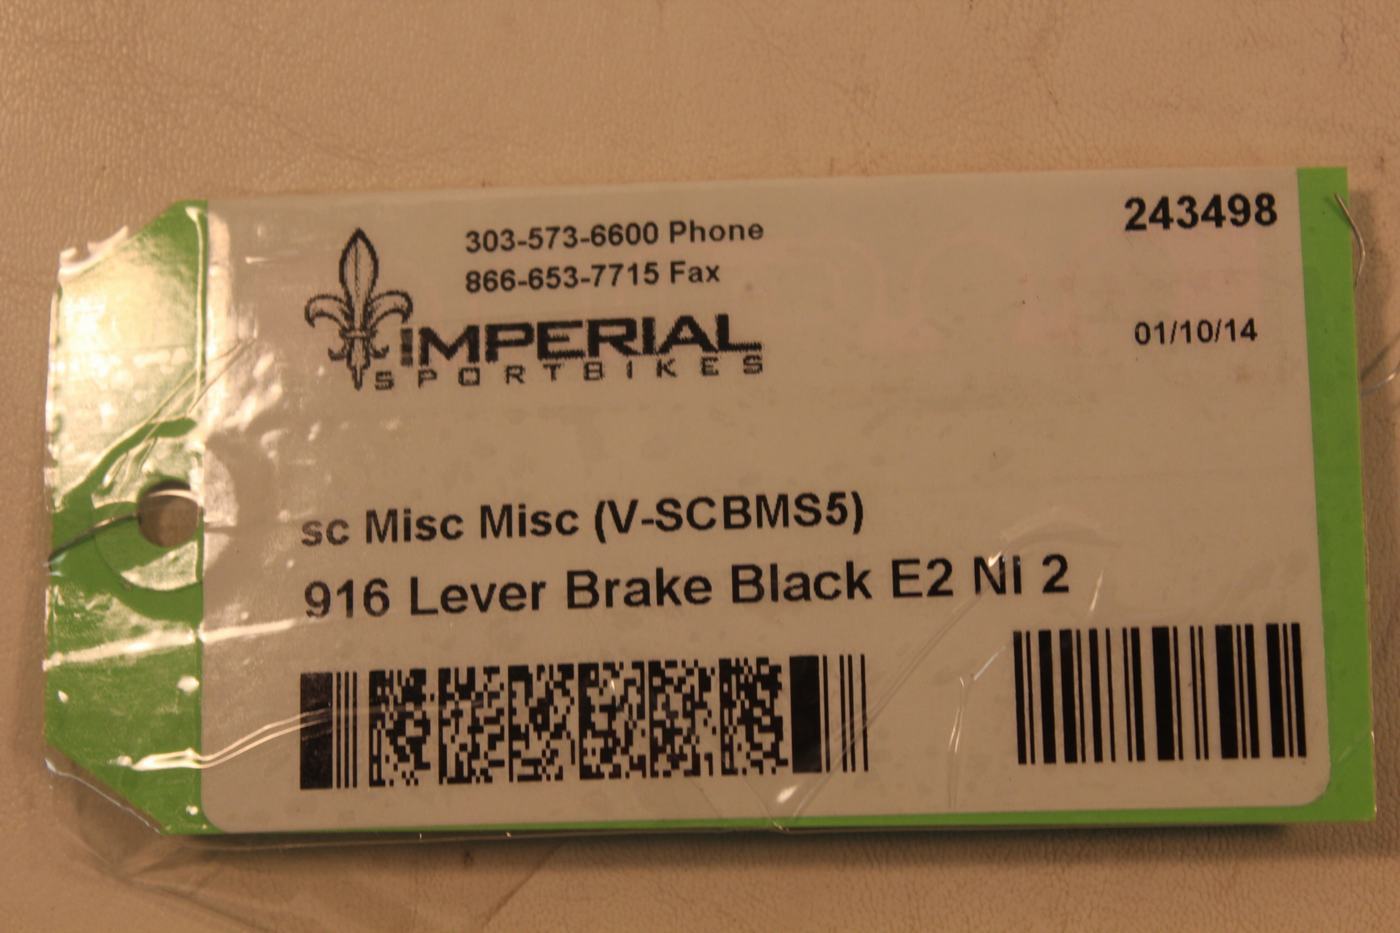 303-573-6600 Phone
866-653-7715 Fax
243498
IMPERIAL
SPORTBIKES
01/10/14
sc Misc Misc (V-SCBMS5)
916 Lever Brake Black E2 NI 2